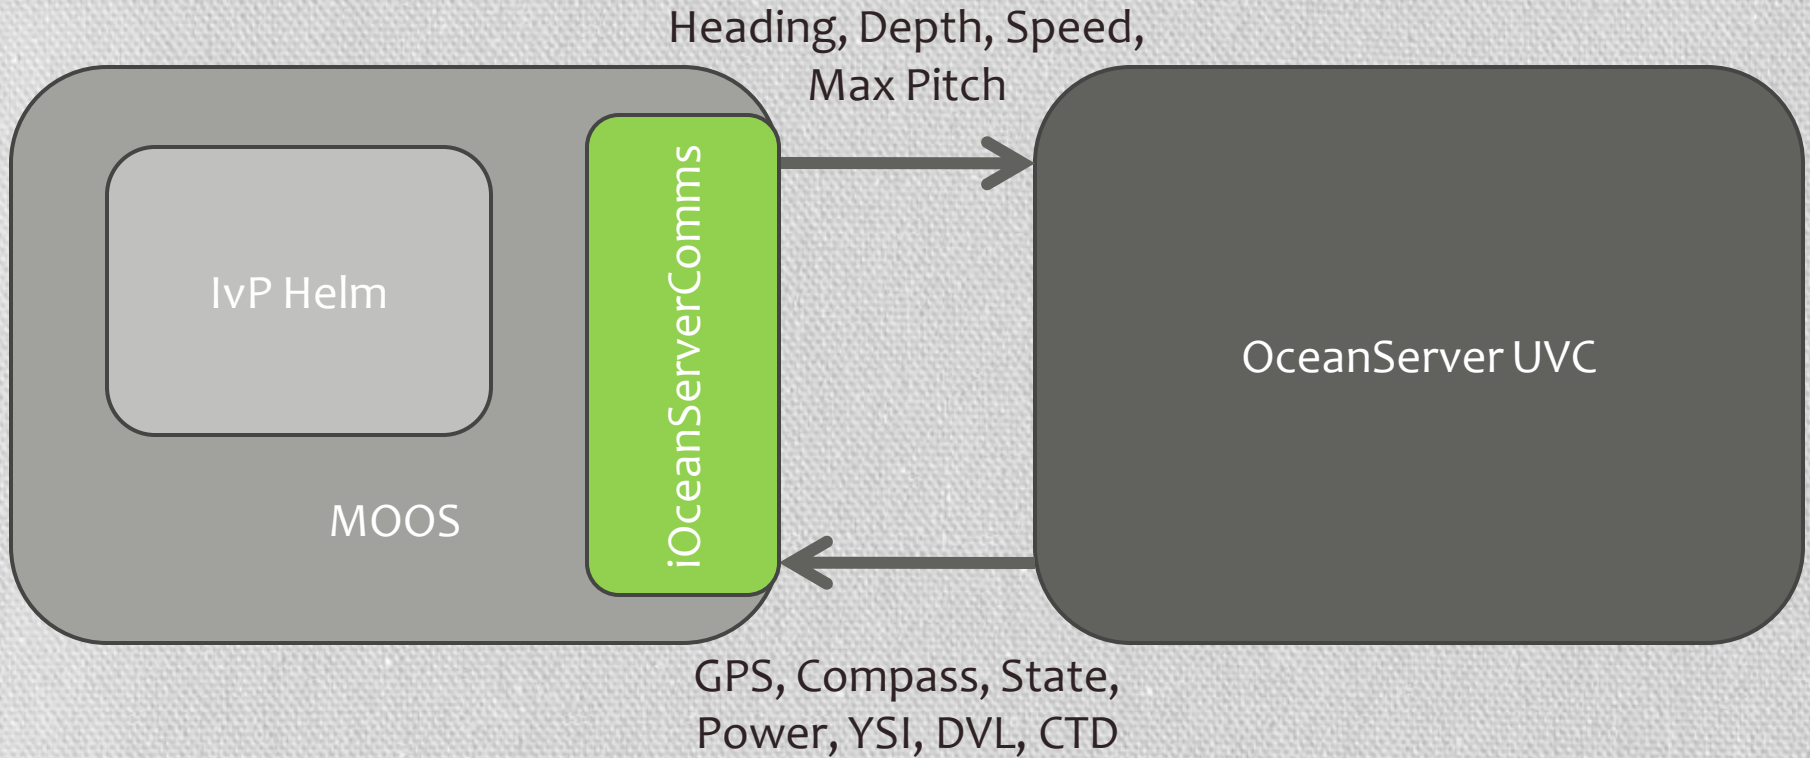 Heading, Depth, Speed,
Max Pitch
IvP Helm
iOceanServerComms
OceanServer UVC
MOOS
GPS, Compass, State,
Power, YSI, DVL, CTD